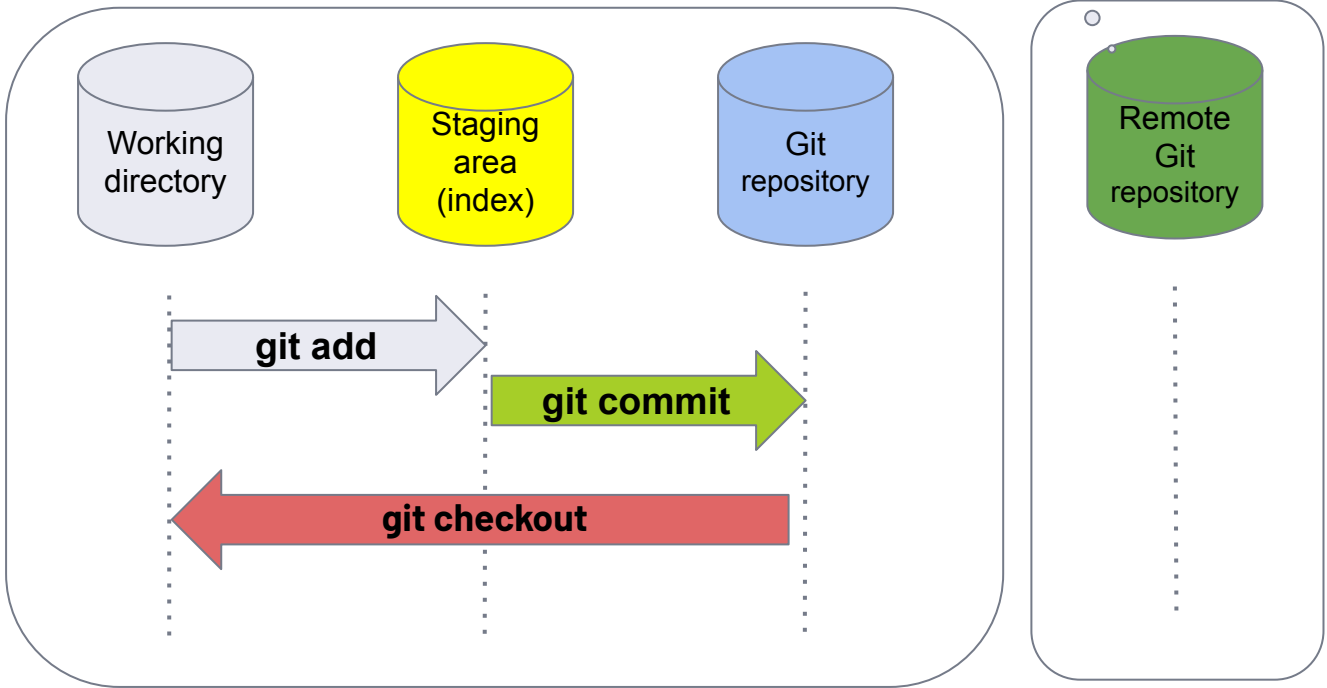 Working
directory
Staging
area
(index)
Git
repository
Remote
Git
repository
git add
git commit
git checkout